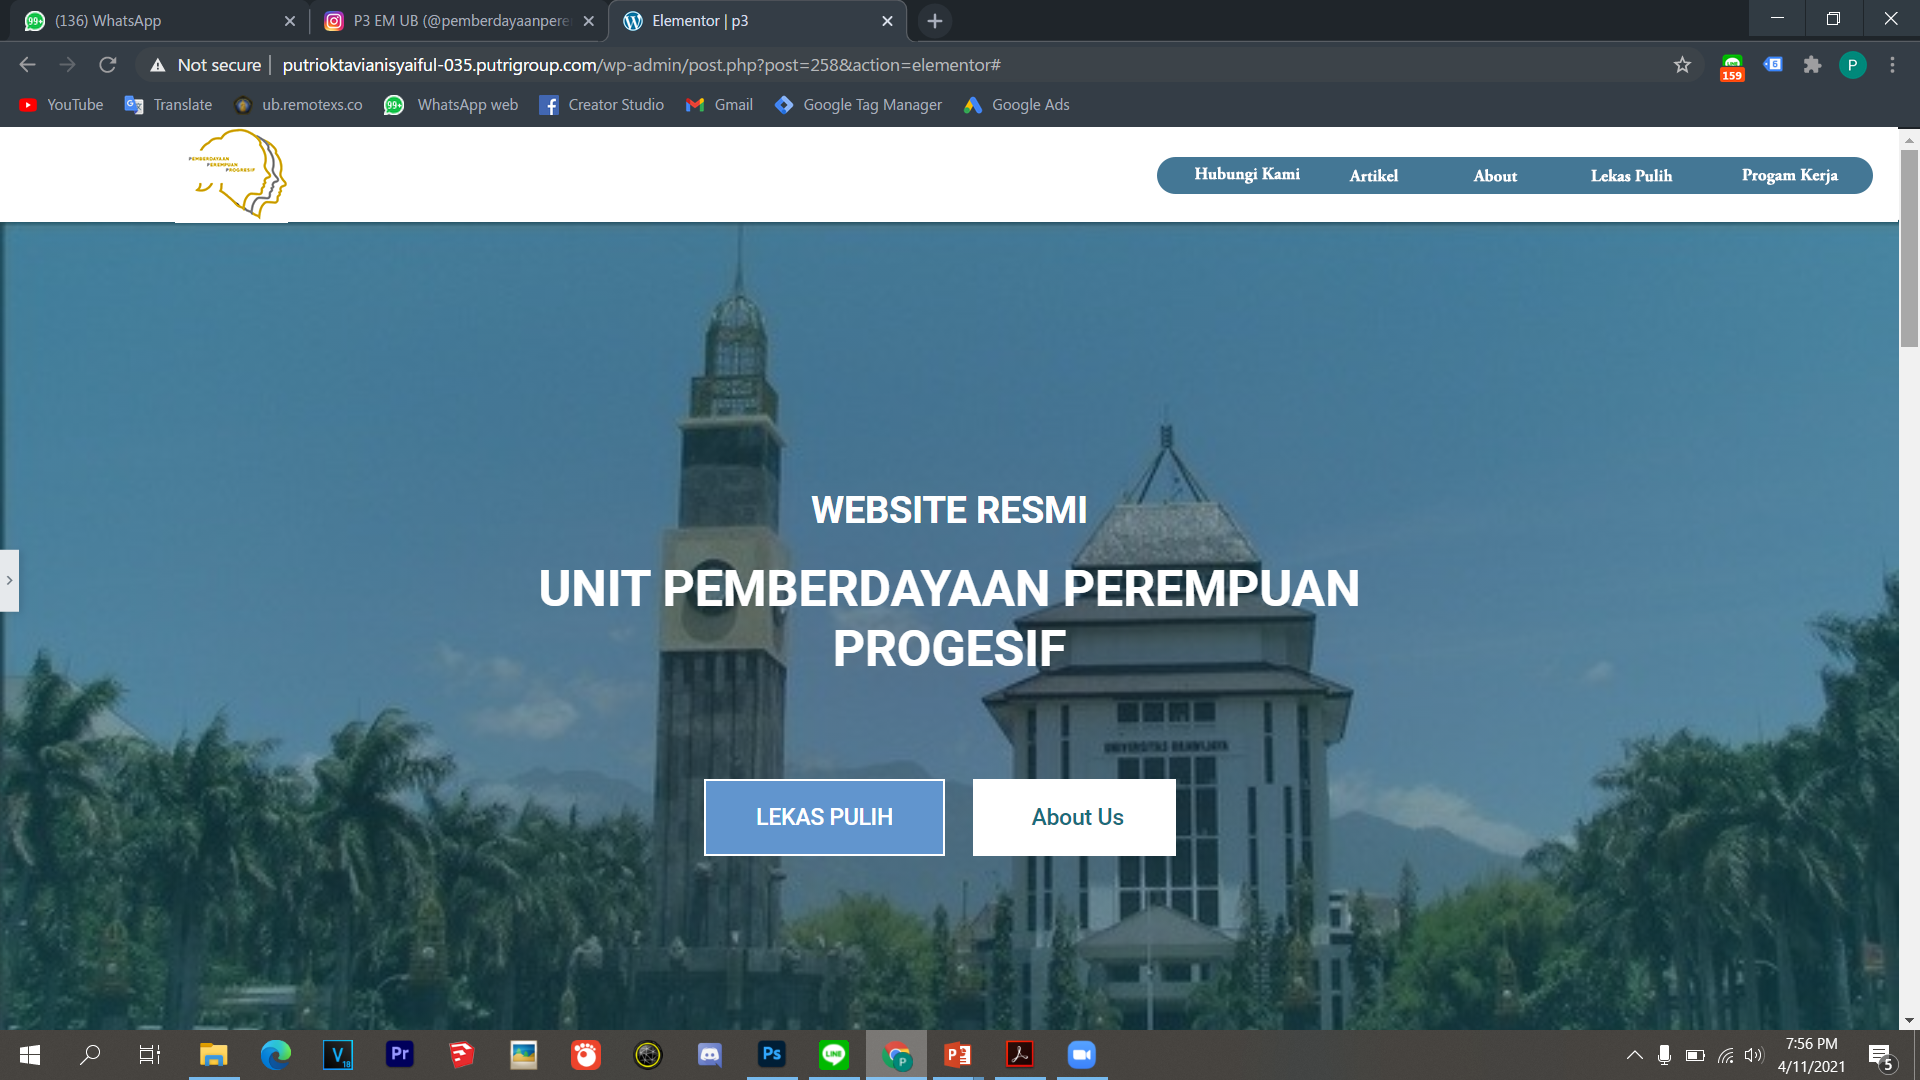 (136) WhatsApp
P3 EM UB (@pemberdayaanpere
Elementor | p3
Not secure | putrioktavianisyaiful-035.putrigroup.com/wp-admin/post.php?post=258&action=elementor#
159
P
YouTube
Translate
ub.remotexs.co
WhatsApp web
Creator Studio
Gmail
Google Tag Manager
Google Ads
PEMBERDAYAAN
PEREMPUAN
PROGRESIF
Hubungi Kami
Artikel
About
Lekas Pulih
Progam Kerja
WEBSITE RESMI
UNIT PEMBERDAYAAN PEREMPUAN
PROGESIF
UNIVERSITAS BRAWIJAYA
LEKAS PULIH
About Us
7:56 PM
4/11/2021
5